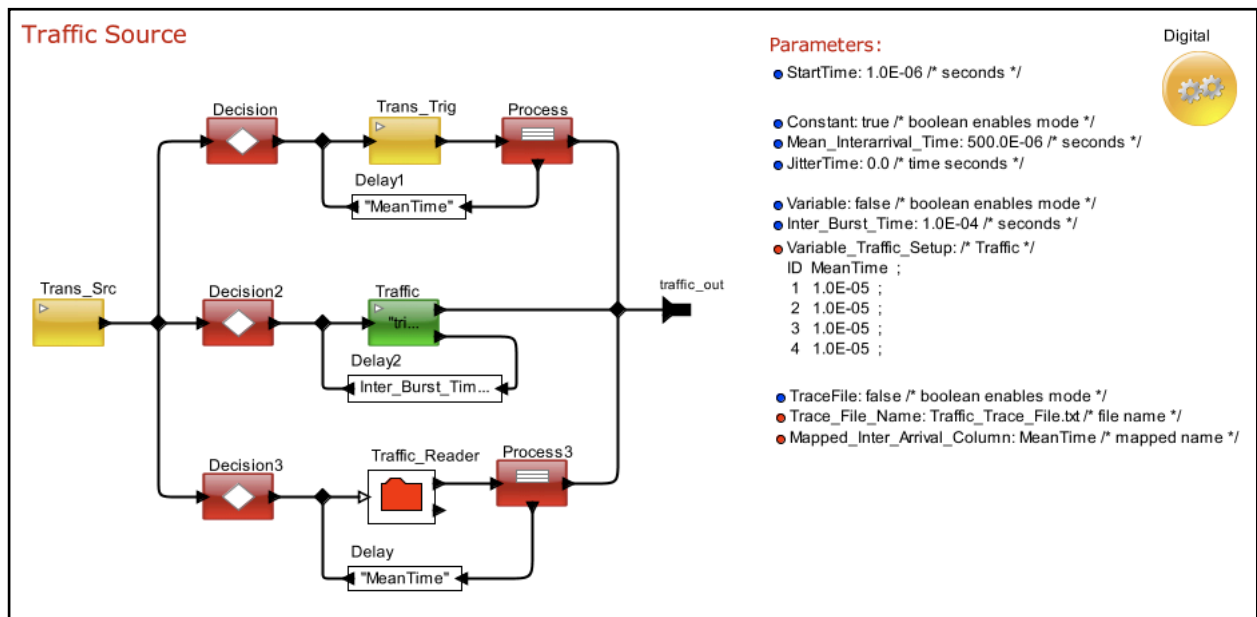 Traffic Source
Decision
Trans_Trig
Process
Delay1
"MeanTime"
Trans_Src
Decision2
Traffic
"tri...
Delay2
Inter_Burst_Tim...
traffic_out
Decision3
Traffic_Reader
Process3
Delay
"MeanTime"
Parameters:
StartTime: 1.0E-06 /* seconds */
Constant: true /* boolean enables mode */
Mean_Interarrival_Time: 500.0E-06 /* seconds */
JitterTime: 0.0 /* time seconds */
Variable: false /* boolean enables mode */
Inter_Burst_Time: 1.0E-04 /* seconds */
Variable_Traffic_Setup: /* Traffic */
ID MeanTime ;
1 1.0E-05 ;
2 1.0E-05 ;
3 1.0E-05 ;
4 1.0E-05 ;
TraceFile: false /* boolean enables mode */
Trace_File_Name: Traffic_Trace_File.txt /* file name */
Mapped_Inter_Arrival_Column: MeanTime /* mapped name */
Digital